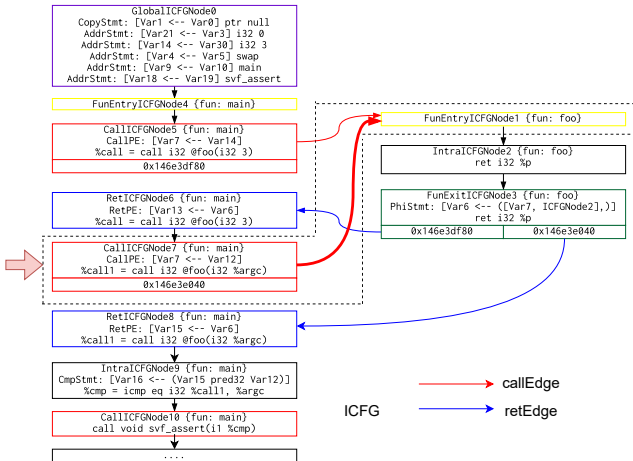 GlobalICFGNode0
CopyStmt: [Var1 <-- Var0] ptr null
AddrStmt: [Var21 <-- Var3] i32 0
AddrStmt: [Var14 <-- Var30] i32 3
AddrStmt: [Var4 <-- Var5] swap
AddrStmt: [Var9 <-- Var10] main
AddrStmt: [Var18 <-- Var19] svf_assert
FunEntryICFGNode4 {fun: main}
CallICFGNode5 {fun: main}
CallPE: [Var7 <-- Var14]
%call = call i32 @foo(i32 3)
0x146e3df80
RetICFGNode6 {fun: main}
RetPE: [Var13 <-- Var6]
%call = call i32 @foo(i32 3)
CallICFGNode7 {fun: main}
CallPE: [Var7 <-- Var12]
%call1 = call i32 @foo(i32 %argc)
0x146e3e040
RetICFGNode8 {fun: main}
RetPE: [Var15 <-- Var6]
%call1 = call i32 @foo(i32 %argc)
IntraICFGNode9 {fun: main}
CmpStmt: [Var16 <-- (Var15 pred32 Var12)]
%cmp = icmp eq i32 %call1, %argc
CallICFGNode10 {fun: main}
call void svf_assert(i1 %cmp)
....
FunEntryICFGNode1 {fun: foo}
IntraICFGNode2 {fun: foo}
ret i32 %p
FunExitICFGNode3 {fun: foo}
PhiStmt: [Var6 <-- ([Var7, ICFGNode2],)]
ret i32 %p
0x146e3df80
0x146e3e040
ICFG
callEdge
retEdge